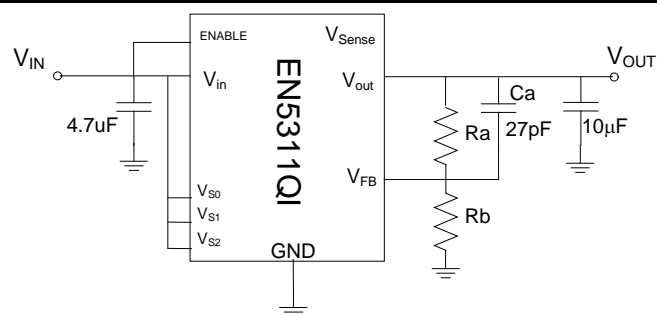 ENABLE
V_Sense
V_IN
V_OUT
V_in
V_out
EN5311QI
4.7uF
Ca
27pF
10μF
Ra
V_FB
V_S0
V_S1
V_S2
Rb
GND